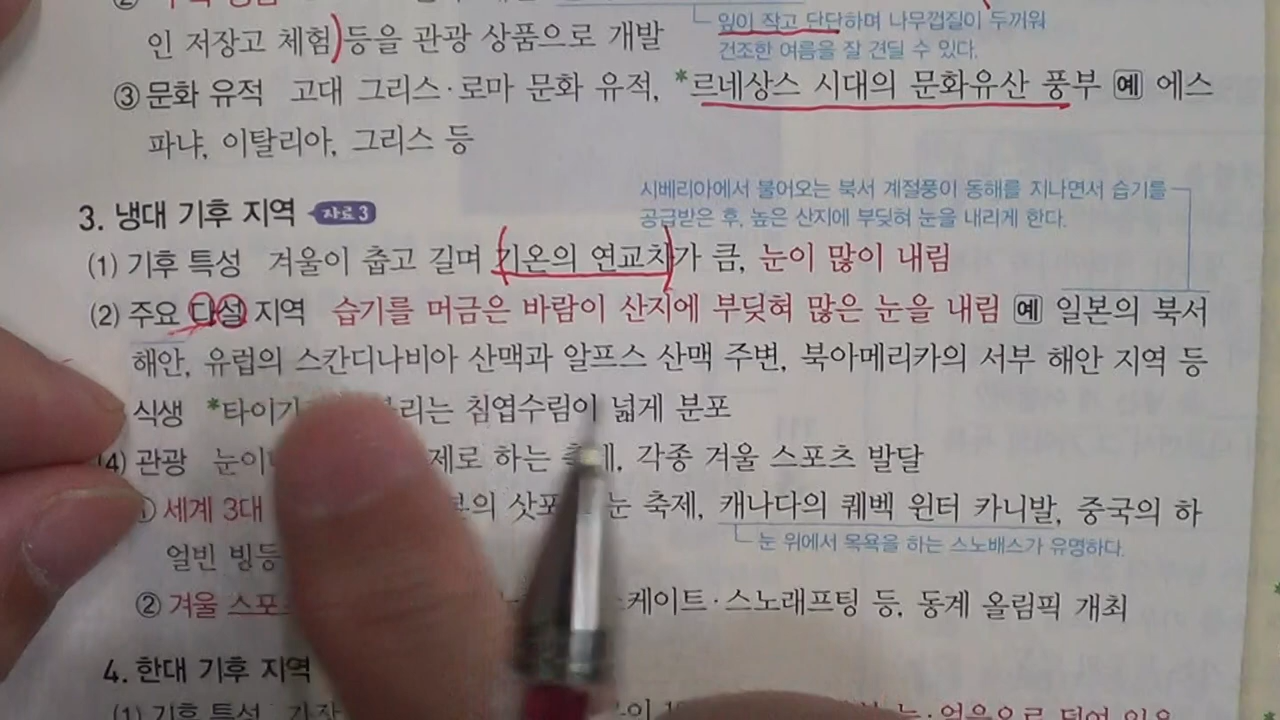 잎이 작고 단단하며 나무껍질이 두꺼워
인 저장고 체험) 등을 관광 상품으로 개발
건조한 여름을 잘 견딜 수 있다.
③ 문화 유적 고대 그리스·로마 문화 유적, *르네상스 시대의 문화유산 풍부 예 에스
파냐, 이탈리아, 그리스 등
시베리아에서 불어오는 북서 계절풍이 동해를 지나면서 습기를
공급받은 후, 높은 산지에 부딪혀 눈을 내리게 한다.
3. 냉대 기후 지역 자료3
(1) 기후 특성 겨울이 춥고 길며 기온의 연교차가 큼, 눈이 많이 내림
(2) 주요 다설 지역 습기를 머금은 바람이 산지에 부딪혀 많은 눈을 내림 예 일본의 북서
해안, 유럽의 스칸디나비아 산맥과 알프스 산맥 주변, 북아메리카의 서부 해안 지역 등
식생 *타이가 불리는 침엽수림이 넓게 분포
(4) 관광 눈이나 제로 하는 축제, 각종 겨울 스포츠 발달
① 세계 3대 일본의 삿포로 눈 축제, 캐나다의 퀘벡 윈터 카니발, 중국의 하
얼빈 빙등
눈 위에서 목욕을 하는 스노배스가 유명하다.
② 겨울 스포츠 스케이트·스노래프팅 등, 동계 올림픽 개최
4. 한대 기후 지역
(1) 기후 특성 가장